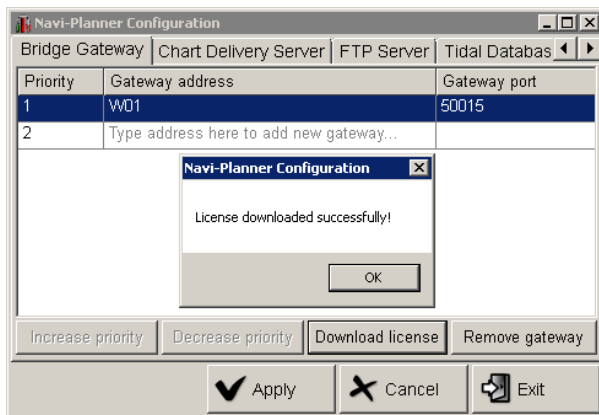 Navi-Planner Configuration
Bridge Gateway Chart Delivery Server FTP Server Tidal Databas
Priority Gateway address Gateway port
1 W01 50015
2 Type address here to add new gateway...
Navi-Planner Configuration
License downloaded successfully!
OK
Increase priority Decrease priority Download license Remove gateway
Apply Cancel Exit